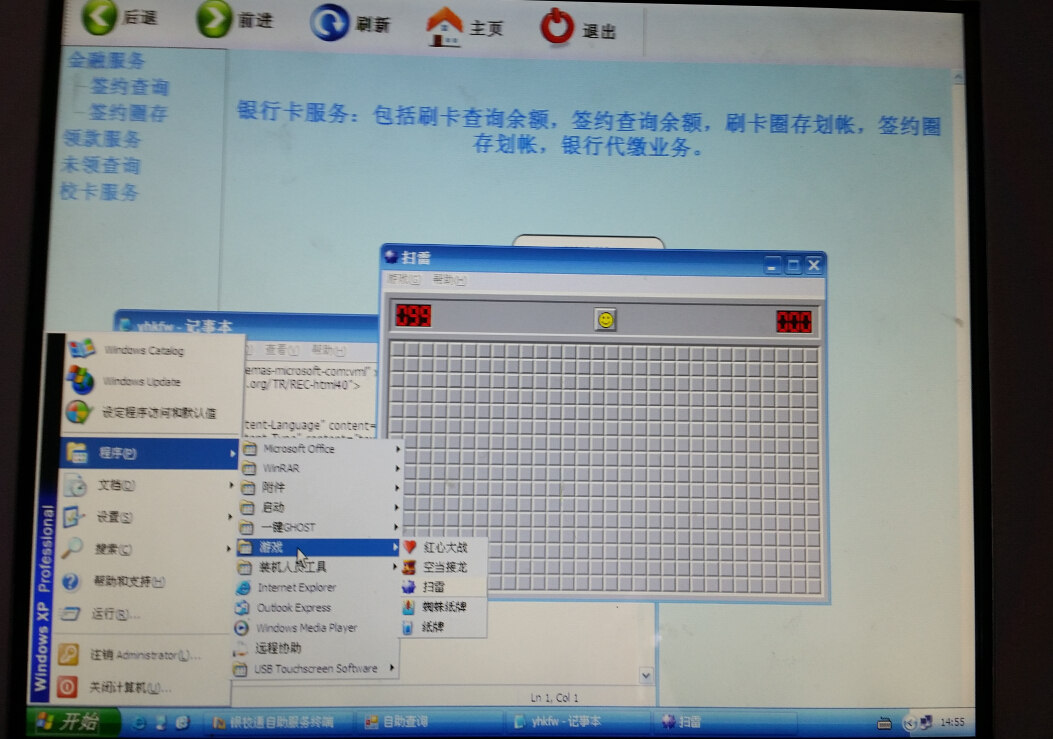 后退 前进 刷新 主页 退出
金融服务
签约查询
签约圈存
领款服务
未领查询
校卡服务
银行卡服务：包括刷卡查询余额，签约查询余额，刷卡圈存划帐，签约圈
存划帐，银行代缴业务。
扫雷
游戏(G) 帮助(H)
099 000
yhkfw - 记事本
查看(V) 帮助(H)
emas-microsoft-com:vml"
.org/TR/REC-html40">
tent-Language" content=
Windows Catalog
Windows Update
设定程序访问和默认值
程序(P)
文档(D)
设置(S)
搜索(C)
帮助和支持(H)
运行(R)...
注销 Administrator(L)...
关闭计算机(U)...
Windows XP Professional
Microsoft Office
WinRAR
附件
启动
一键GHOST
游戏
装机人员工具
Internet Explorer
Outlook Express
Windows Media Player
远程协助
USB Touchscreen Software
红心大战
空当接龙
扫雷
蜘蛛纸牌
纸牌
Ln 1, Col 1
开始 银校通自助服务终端 自助查询 yhkfw - 记事本 扫雷 14:55